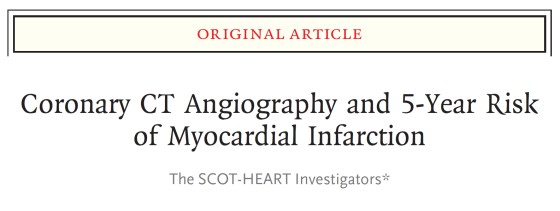 ORIGINAL ARTICLE
Coronary CT Angiography and 5-Year Risk
of Myocardial Infarction
The SCOT-HEART Investigators*